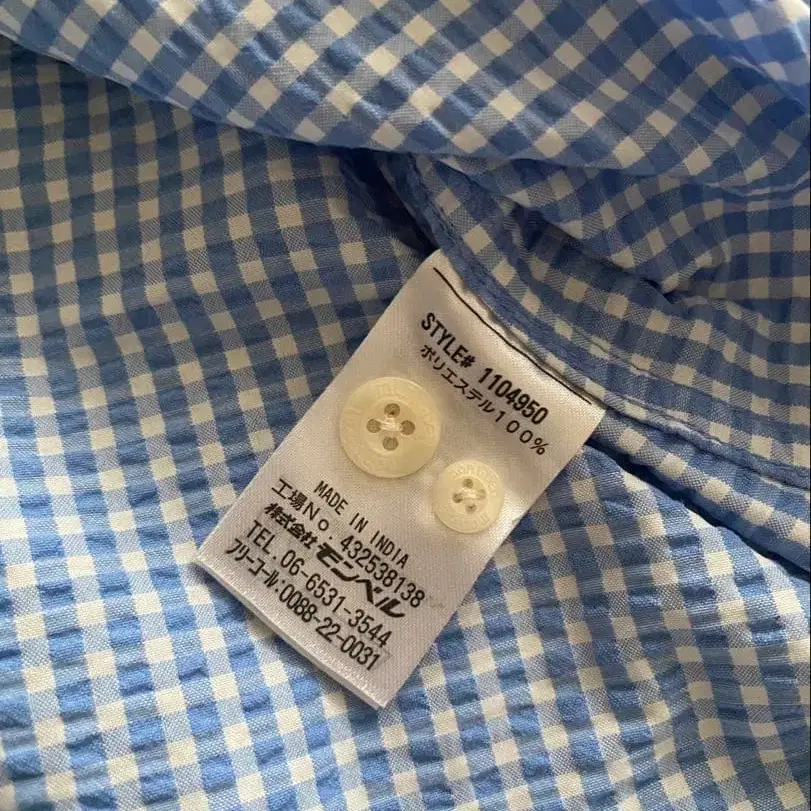 STYLE# 1104950
ポリエステル100%
MADE IN INDIA
工場No. 432538138
株式会社 モンベル
TEL. 06-6531-3544
フリーコール:0088-22-0031